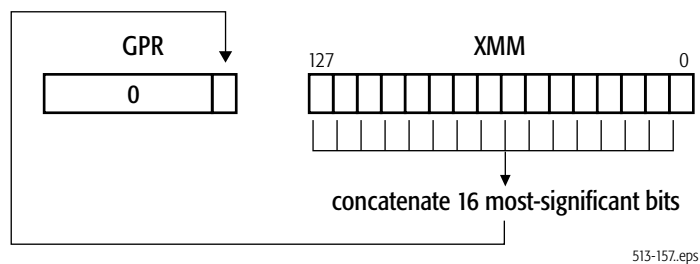 GPR XMM
127 0
0
concatenate 16 most-significant bits
513-157..eps